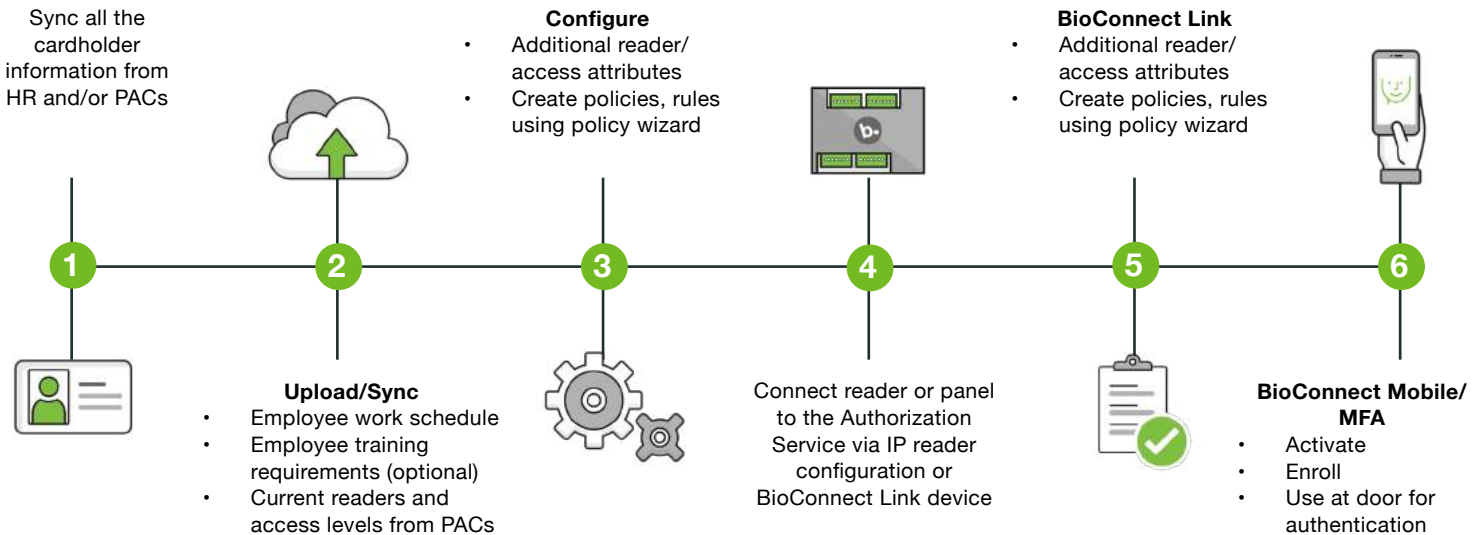 Sync all the
cardholder
information from
HR and/or PACs
1
2
Upload/Sync
• Employee work schedule
• Employee training
requirements (optional)
• Current readers and
access levels from PACs
Configure
• Additional reader/
access attributes
• Create policies, rules
using policy wizard
3
b.
4
Connect reader or panel
to the Authorization
Service via IP reader
configuration or
BioConnect Link device
BioConnect Link
• Additional reader/
access attributes
• Create policies, rules
using policy wizard
5
6
BioConnect Mobile/
MFA
• Activate
• Enroll
• Use at door for
authentication